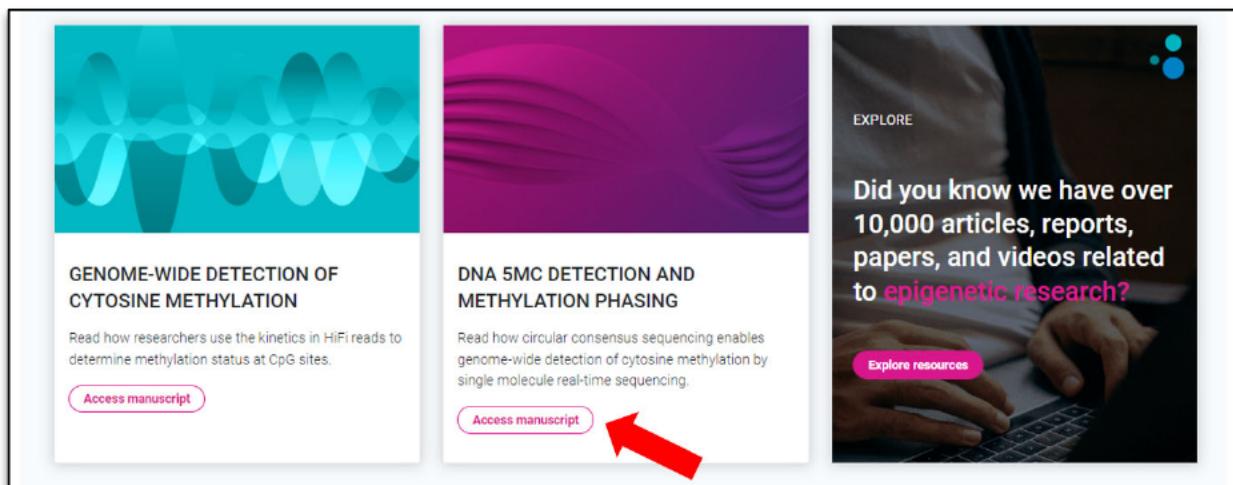 GENOME-WIDE DETECTION OF
CYTOSINE METHYLATION
Read how researchers use the kinetics in HiFi reads to
determine methylation status at CpG sites.
Access manuscript
DNA 5MC DETECTION AND
METHYLATION PHASING
Read how circular consensus sequencing enables
genome-wide detection of cytosine methylation by
single molecule real-time sequencing.
Access manuscript
EXPLORE
Did you know we have over
10,000 articles, reports,
papers, and videos related
to epigenetic research?
Explore resources